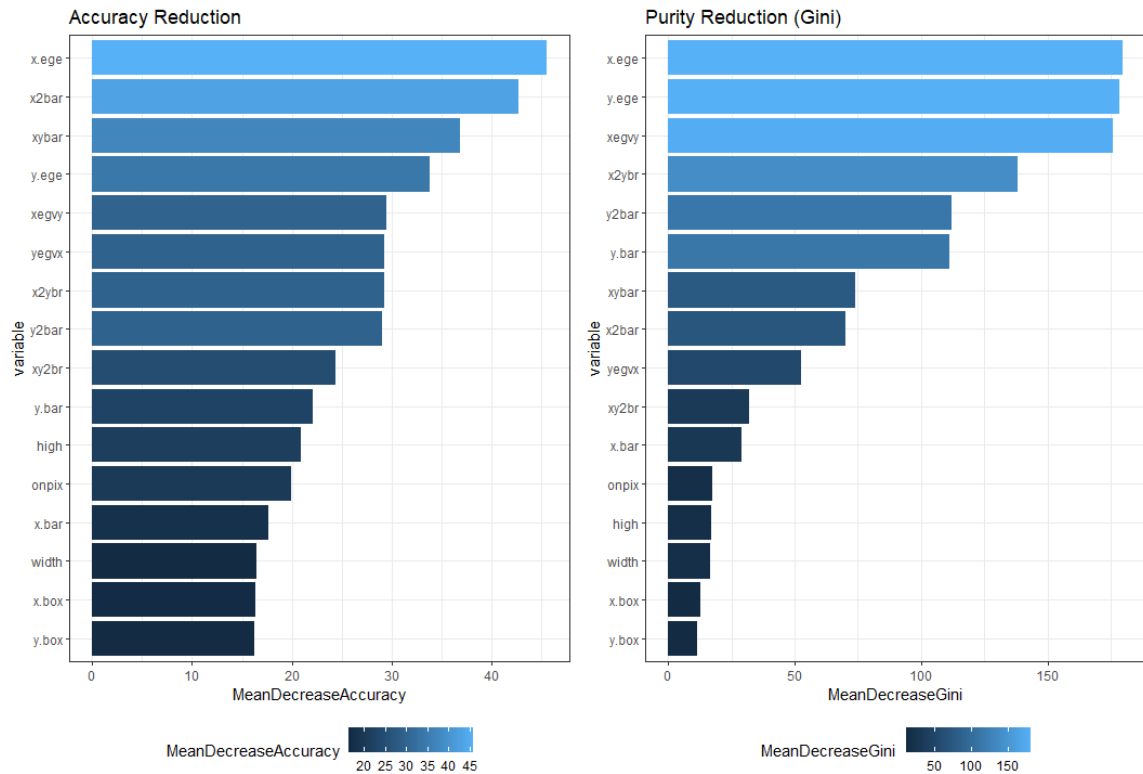 Accuracy Reduction
variable
x.ege
x2bar
xybar
y.ege
xegvy
yegvx
x2ybr
y2bar
xy2br
y.bar
high
onpix
x.bar
width
x.box
y.box
0 10 20 30 40
MeanDecreaseAccuracy
MeanDecreaseAccuracy
20 25 30 35 40 45
Purity Reduction (Gini)
variable
x.ege
y.ege
xegvy
x2ybr
y2bar
y.bar
xybar
x2bar
yegvx
xy2br
x.bar
onpix
high
width
x.box
y.box
0 50 100 150
MeanDecreaseGini
MeanDecreaseGini
50 100 150